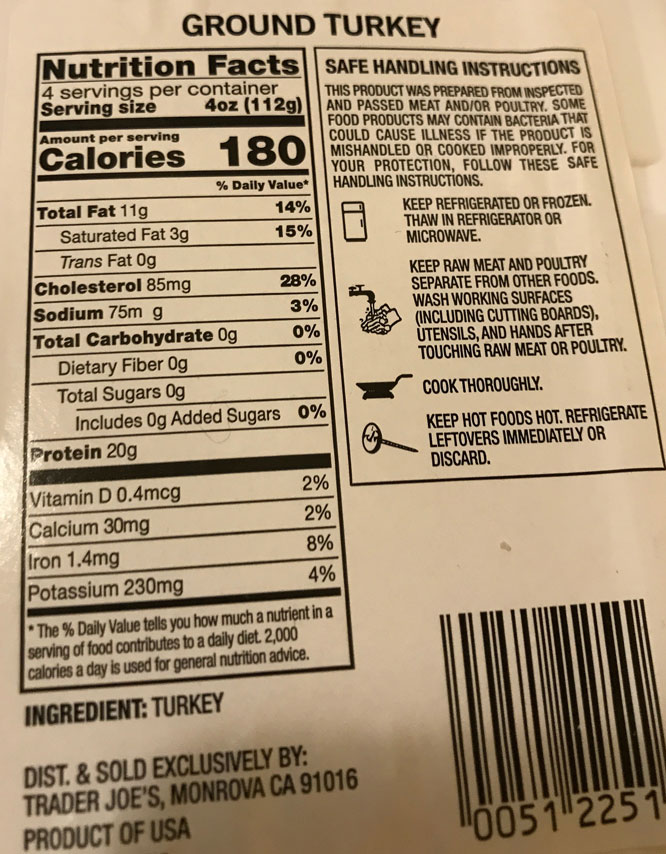 GROUND TURKEY
Nutrition Facts
4 servings per container
Serving size 4oz (112g)
Amount per serving
Calories 180
% Daily Value*
Total Fat 11g 14%
Saturated Fat 3g 15%
Trans Fat 0g
Cholesterol 85mg 28%
Sodium 75m g 3%
Total Carbohydrate 0g 0%
Dietary Fiber 0g 0%
Total Sugars 0g
Includes 0g Added Sugars 0%
Protein 20g
Vitamin D 0.4mcg 2%
Calcium 30mg 2%
Iron 1.4mg 8%
Potassium 230mg 4%
* The % Daily Value tells you how much a nutrient in a
serving of food contributes to a daily diet. 2,000
calories a day is used for general nutrition advice.
INGREDIENT: TURKEY
DIST. & SOLD EXCLUSIVELY BY:
TRADER JOE'S, MONROVA CA 91016
PRODUCT OF USA
SAFE HANDLING INSTRUCTIONS
THIS PRODUCT WAS PREPARED FROM INSPECTED
AND PASSED MEAT AND/OR POULTRY. SOME
FOOD PRODUCTS MAY CONTAIN BACTERIA THAT
COULD CAUSE ILLNESS IF THE PRODUCT IS
MISHANDLED OR COOKED IMPROPERLY. FOR
YOUR PROTECTION, FOLLOW THESE SAFE
HANDLING INSTRUCTIONS.
KEEP REFRIGERATED OR FROZEN.
THAW IN REFRIGERATOR OR
MICROWAVE.
KEEP RAW MEAT AND POULTRY
SEPARATE FROM OTHER FOODS.
WASH WORKING SURFACES
(INCLUDING CUTTING BOARDS),
UTENSILS, AND HANDS AFTER
TOUCHING RAW MEAT OR POULTRY.
COOK THOROUGHLY.
KEEP HOT FOODS HOT. REFRIGERATE
LEFTOVERS IMMEDIATELY OR
DISCARD.
0051 2251